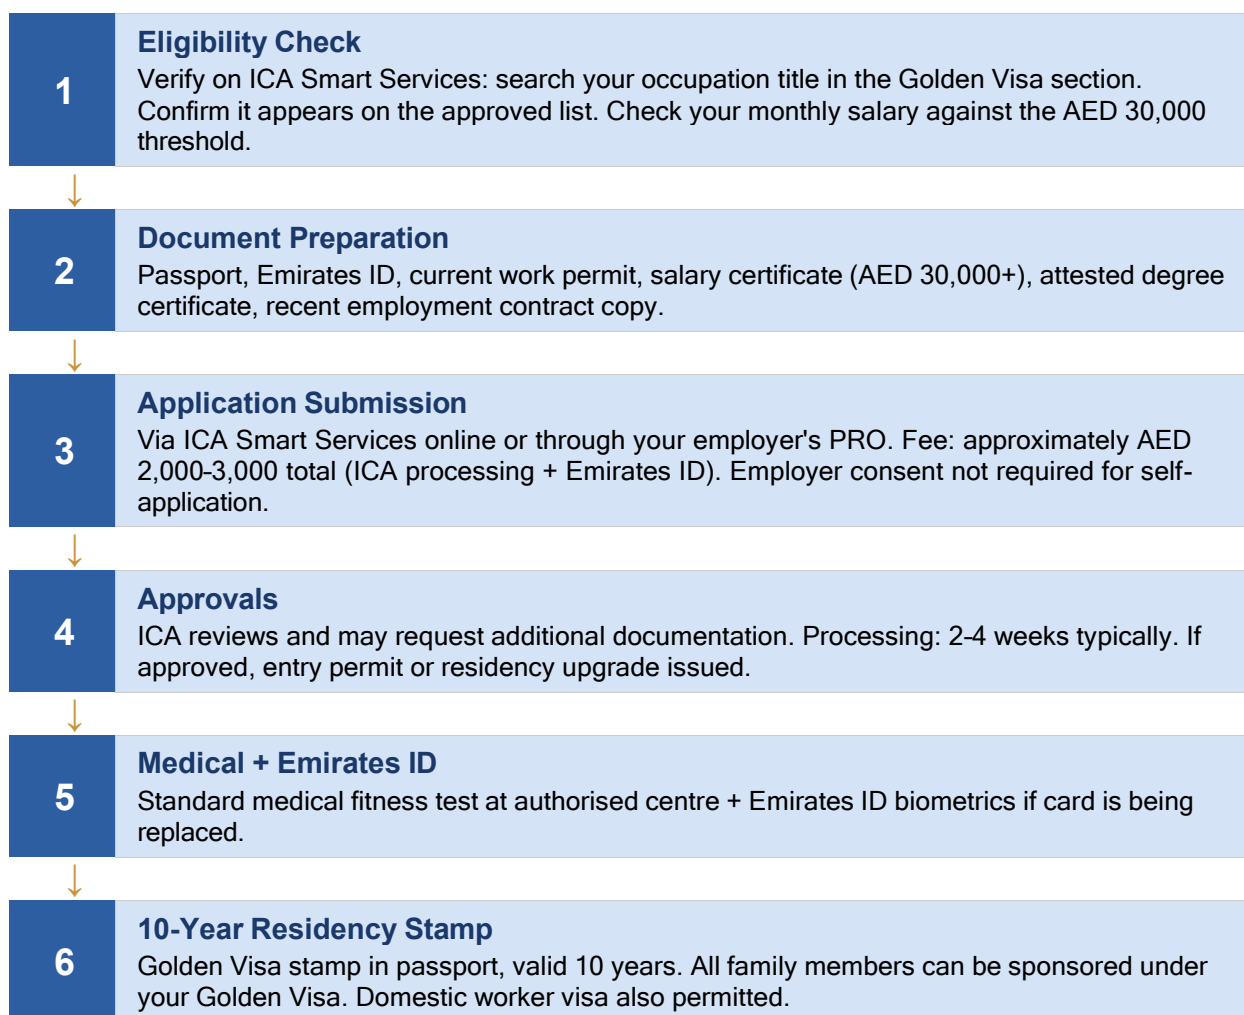 1
Eligibility Check
Verify on ICA Smart Services: search your occupation title in the Golden Visa section.
Confirm it appears on the approved list. Check your monthly salary against the AED 30,000
threshold.
↓
2
Document Preparation
Passport, Emirates ID, current work permit, salary certificate (AED 30,000+), attested degree
certificate, recent employment contract copy.
↓
3
Application Submission
Via ICA Smart Services online or through your employer's PRO. Fee: approximately AED
2,000–3,000 total (ICA processing + Emirates ID). Employer consent not required for self-
application.
↓
4
Approvals
ICA reviews and may request additional documentation. Processing: 2–4 weeks typically. If
approved, entry permit or residency upgrade issued.
↓
5
Medical + Emirates ID
Standard medical fitness test at authorised centre + Emirates ID biometrics if card is being
replaced.
↓
6
10-Year Residency Stamp
Golden Visa stamp in passport, valid 10 years. All family members can be sponsored under
your Golden Visa. Domestic worker visa also permitted.